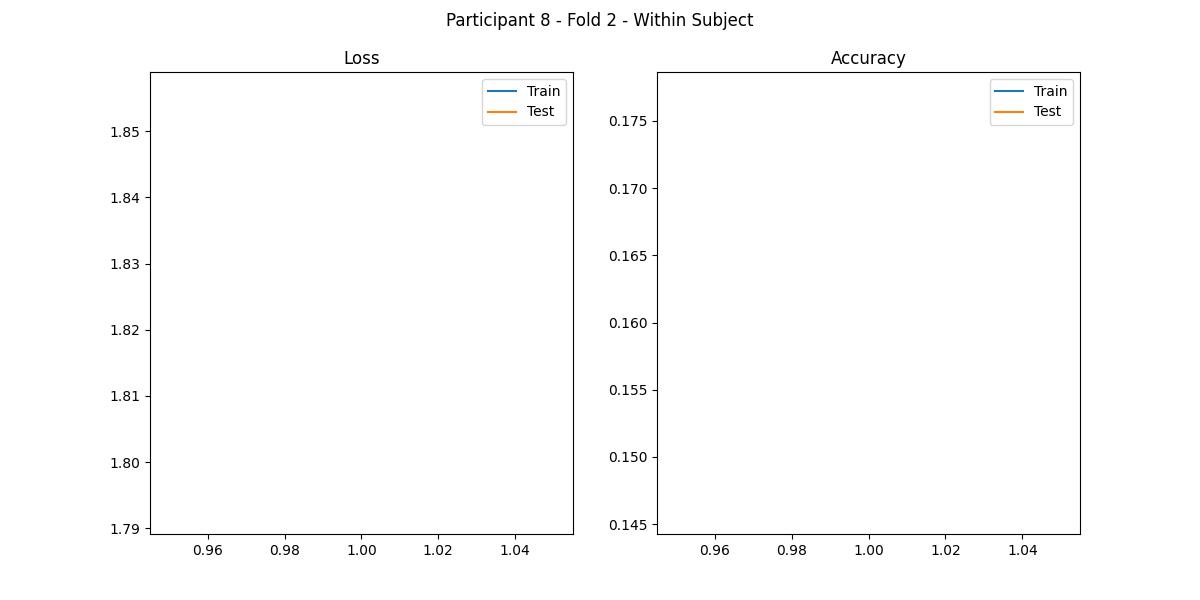 Participant 8 - Fold 2 - Within Subject
Loss
Train
Test
1.85
1.84
1.83
1.82
1.81
1.80
1.79
0.96 0.98 1.00 1.02 1.04
Accuracy
Train
Test
0.175
0.170
0.165
0.160
0.155
0.150
0.145
0.96 0.98 1.00 1.02 1.04